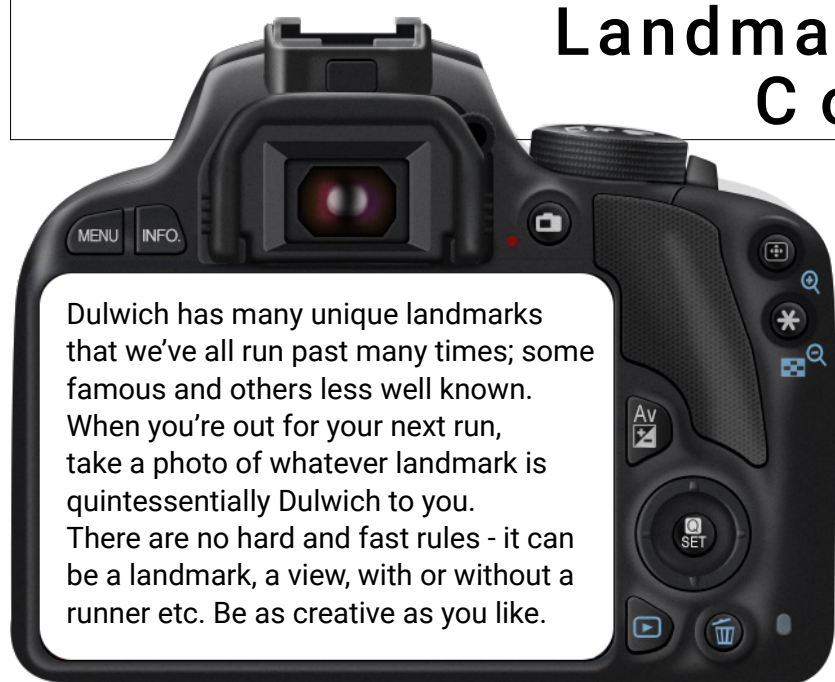 Landma
Co
MENU INFO.
Dulwich has many unique landmarks
that we’ve all run past many times; some
famous and others less well known.
When you’re out for your next run,
take a photo of whatever landmark is
quintessentially Dulwich to you.
There are no hard and fast rules - it can
be a landmark, a view, with or without a
runner etc. Be as creative as you like.
Av
Q
SET